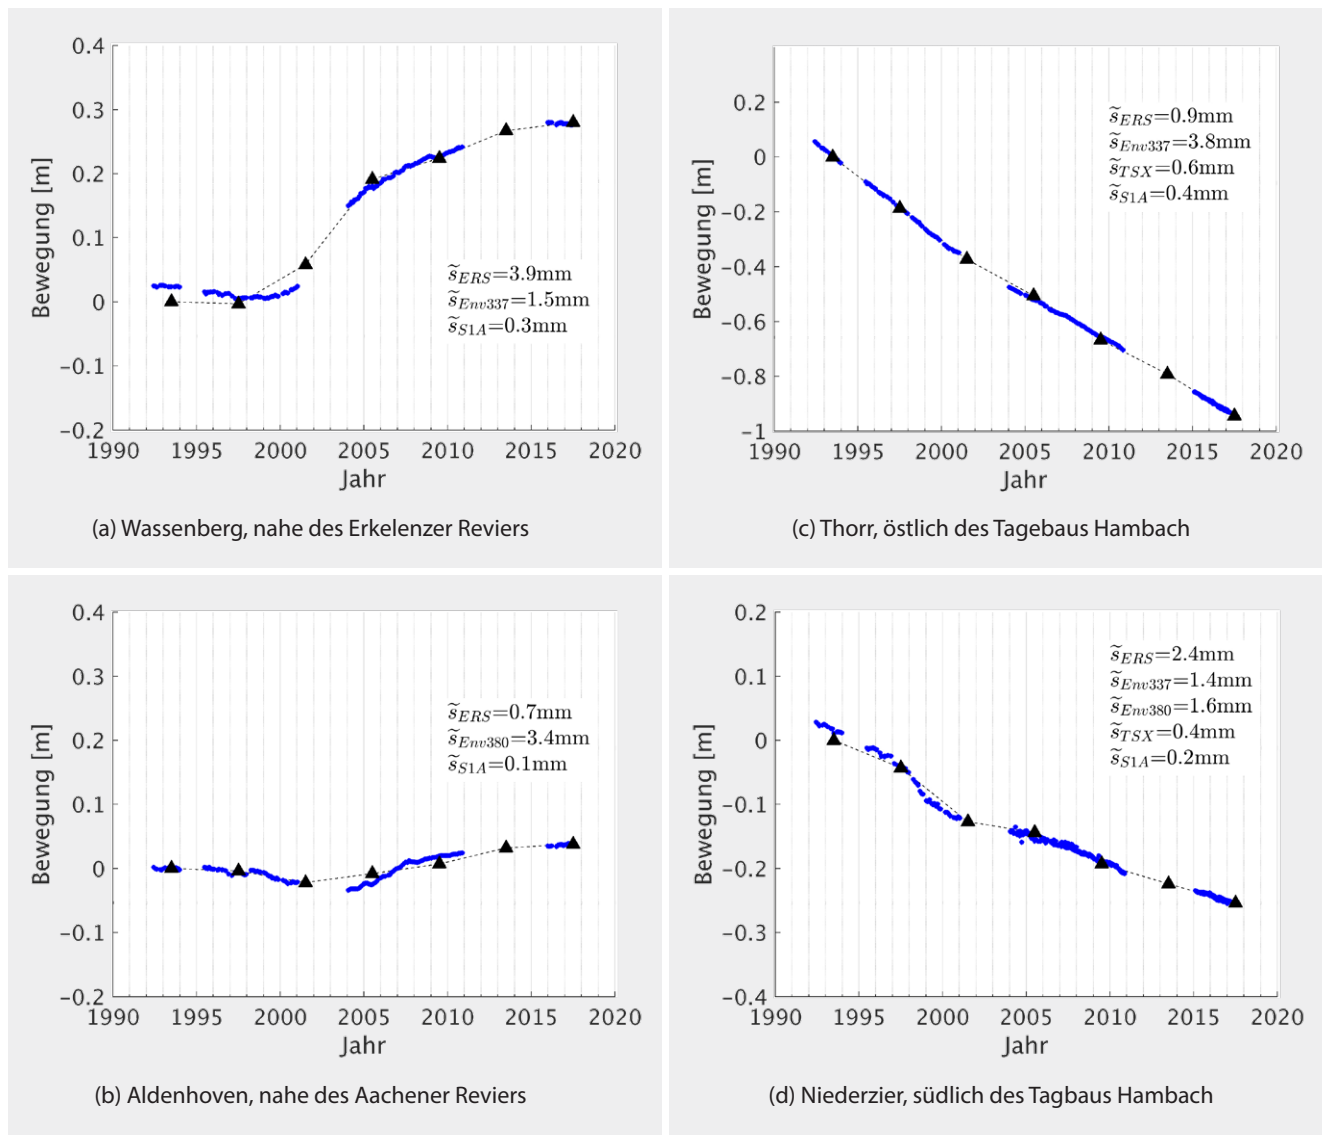 0.4
0.3
0.2
0.1
0
−0.1
−0.2
Bewegung [m]
s̃ERS=3.9mm
s̃Env337=1.5mm
s̃S1A=0.3mm
1990 1995 2000 2005 2010 2015 2020
Jahr
(a) Wassenberg, nahe des Erkelenzer Reviers
0.2
0
−0.2
−0.4
−0.6
−0.8
−1
Bewegung [m]
s̃ERS=0.9mm
s̃Env337=3.8mm
s̃TSX=0.6mm
s̃S1A=0.4mm
1990 1995 2000 2005 2010 2015 2020
Jahr
(c) Thorr, östlich des Tagebaus Hambach
0.4
0.3
0.2
0.1
0
−0.1
−0.2
Bewegung [m]
s̃ERS=0.7mm
s̃Env380=3.4mm
s̃S1A=0.1mm
1990 1995 2000 2005 2010 2015 2020
Jahr
(b) Aldenhoven, nahe des Aachener Reviers
0.2
0.1
0
−0.1
−0.2
−0.3
−0.4
Bewegung [m]
s̃ERS=2.4mm
s̃Env337=1.4mm
s̃Env380=1.6mm
s̃TSX=0.4mm
s̃S1A=0.2mm
1990 1995 2000 2005 2010 2015 2020
Jahr
(d) Niederzier, südlich des Tagbaus Hambach